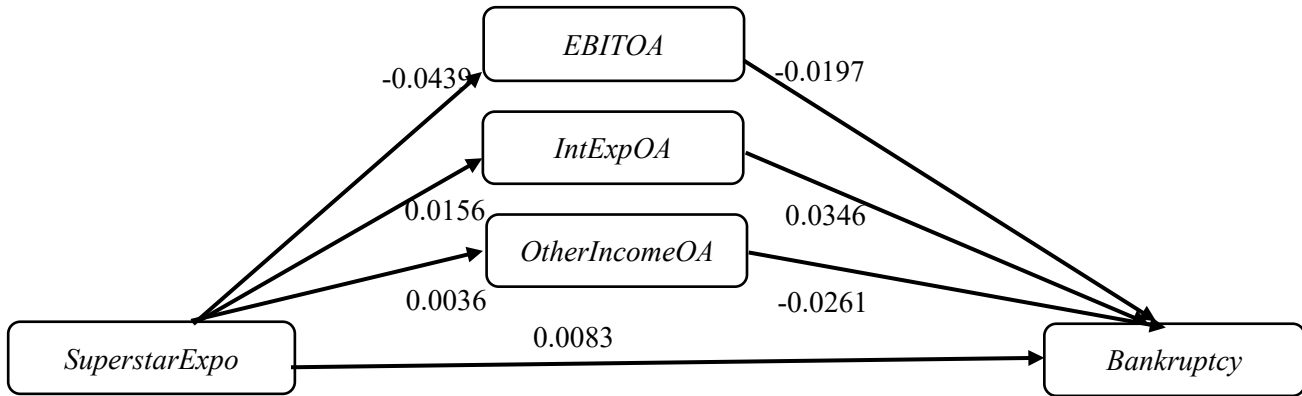 EBITOA
-0.0439
-0.0197
IntExpOA
0.0156
0.0346
OtherIncomeOA
0.0036
-0.0261
0.0083
SuperstarExpo
Bankruptcy